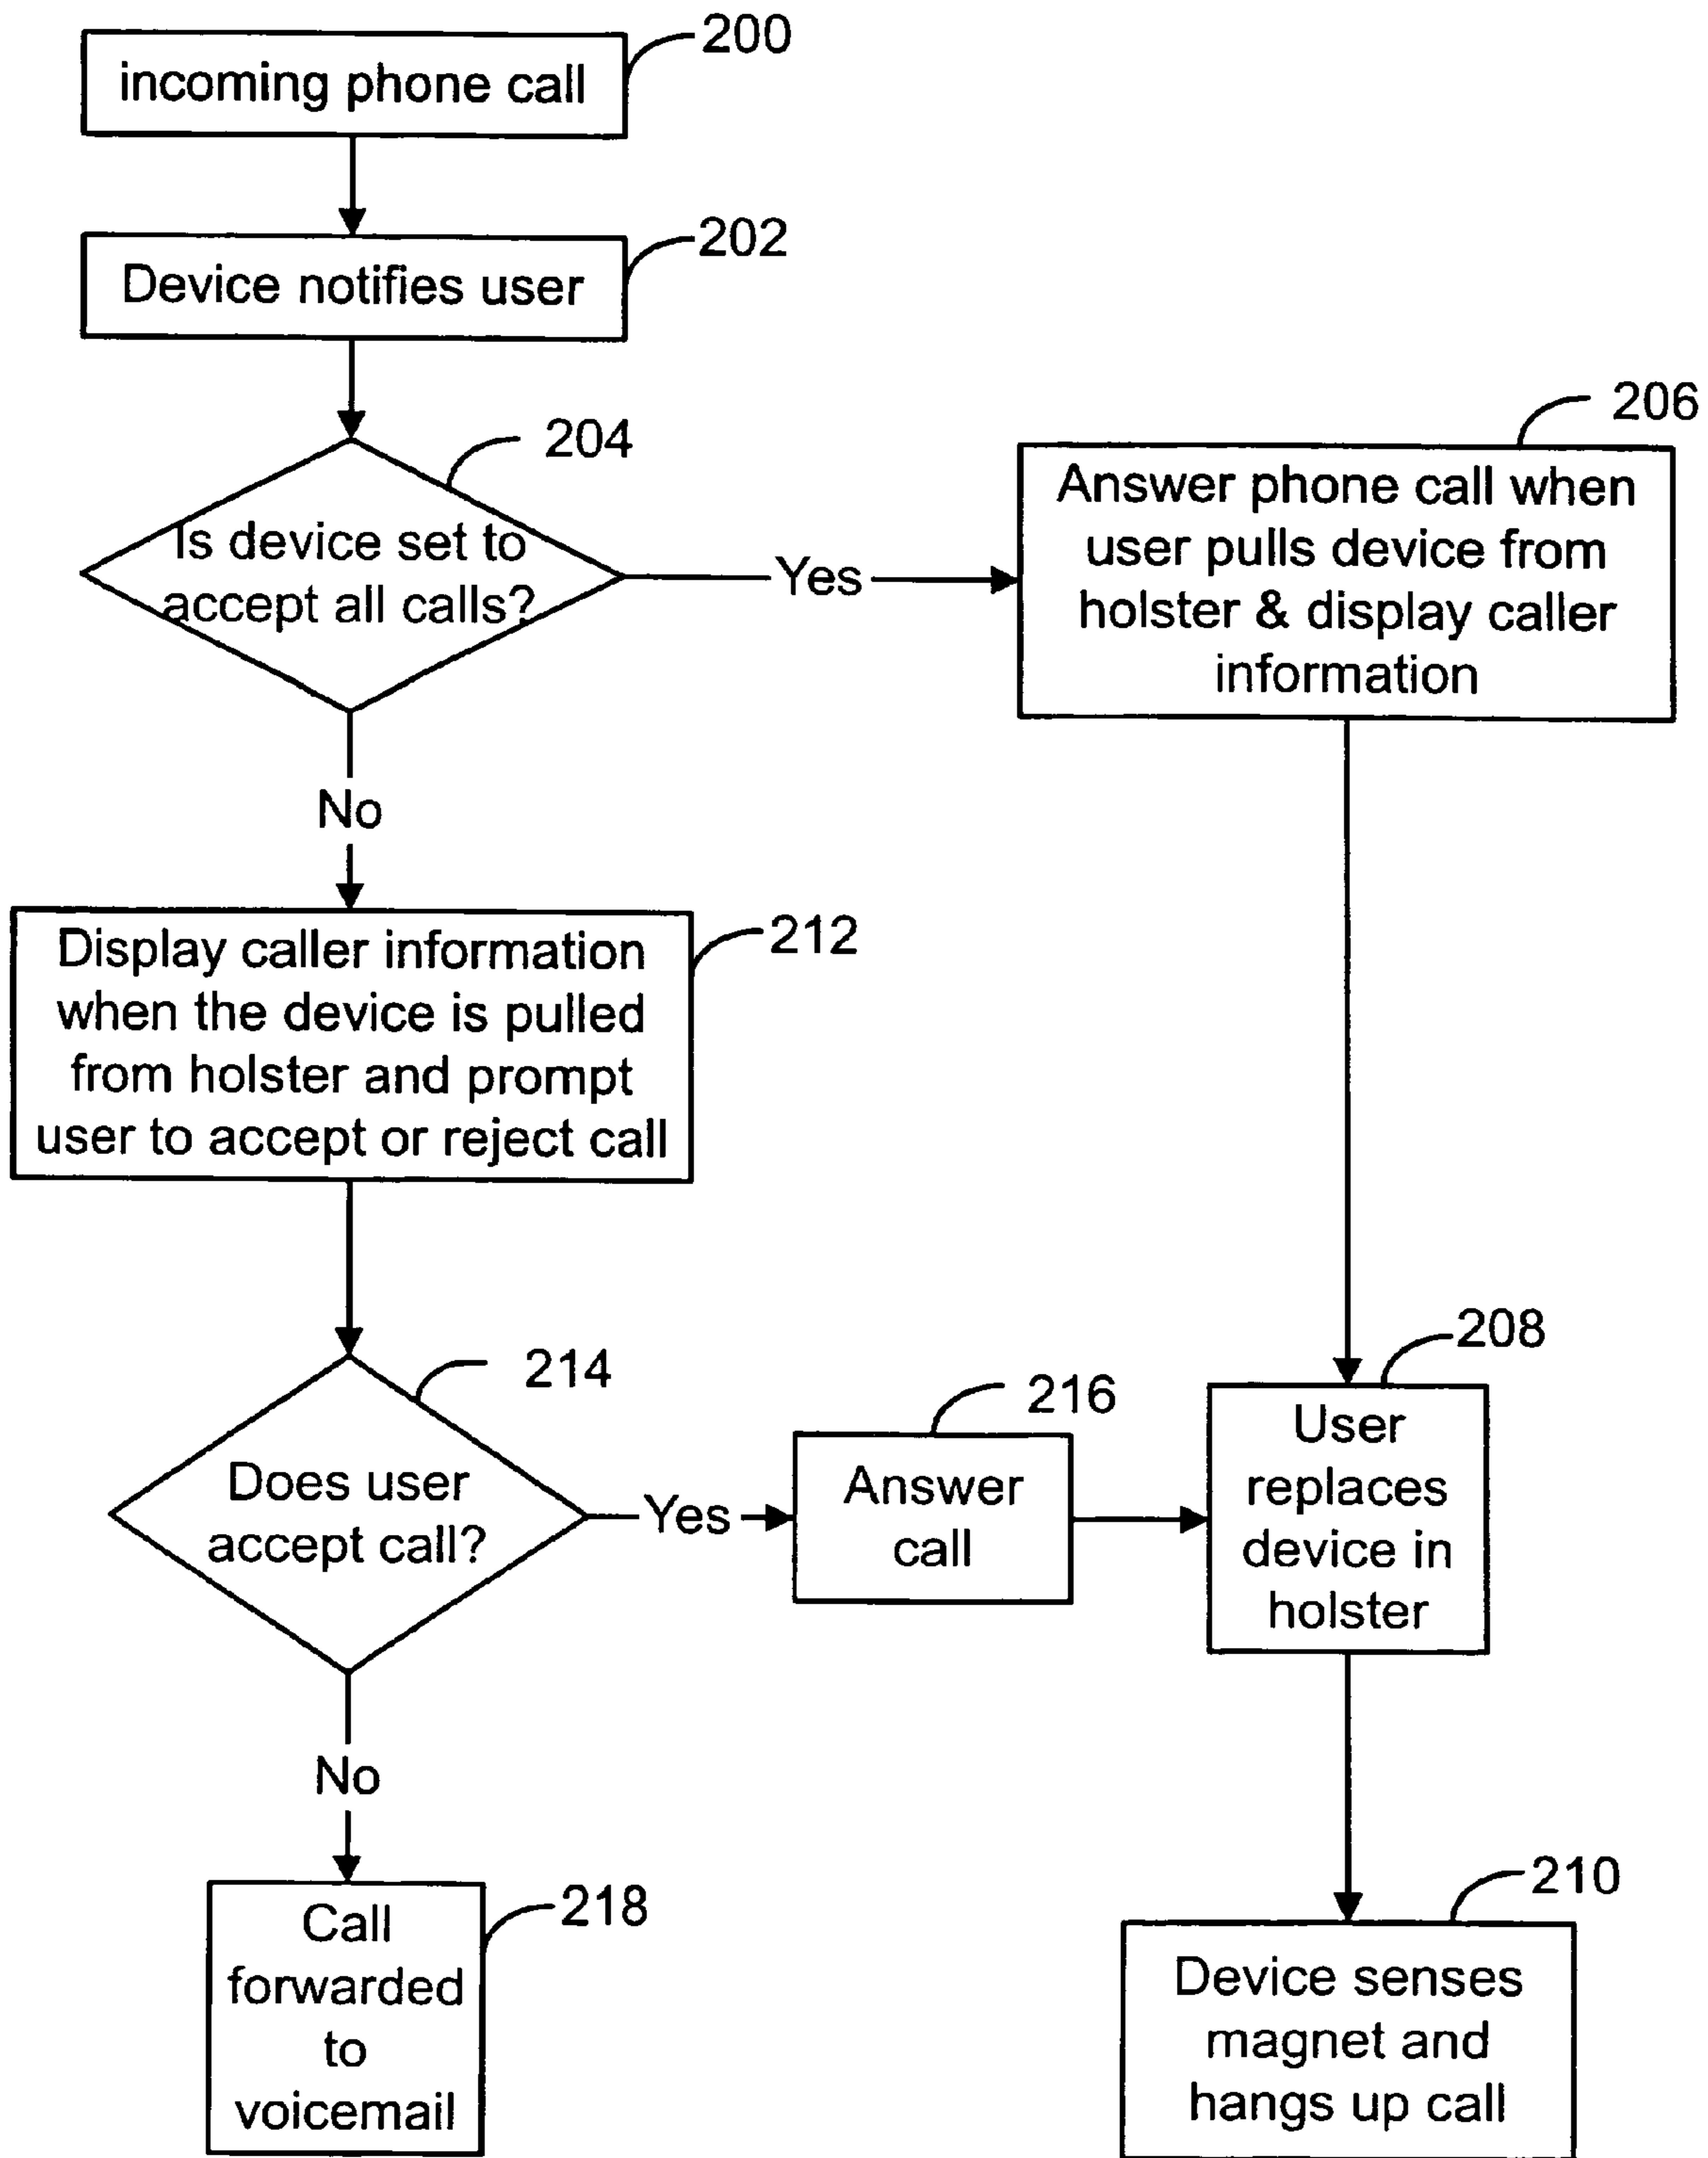 200
incoming phone call
202
Device notifies user
204
Is device set to
accept all calls?
Yes
206
Answer phone call when
user pulls device from
holster & display caller
information
No
212
Display caller information
when the device is pulled
from holster and prompt
user to accept or reject call
214
Does user
accept call?
Yes
216
Answer
call
208
User
replaces
device in
holster
No
218
Call
forwarded
to
voicemail
210
Device senses
magnet and
hangs up call